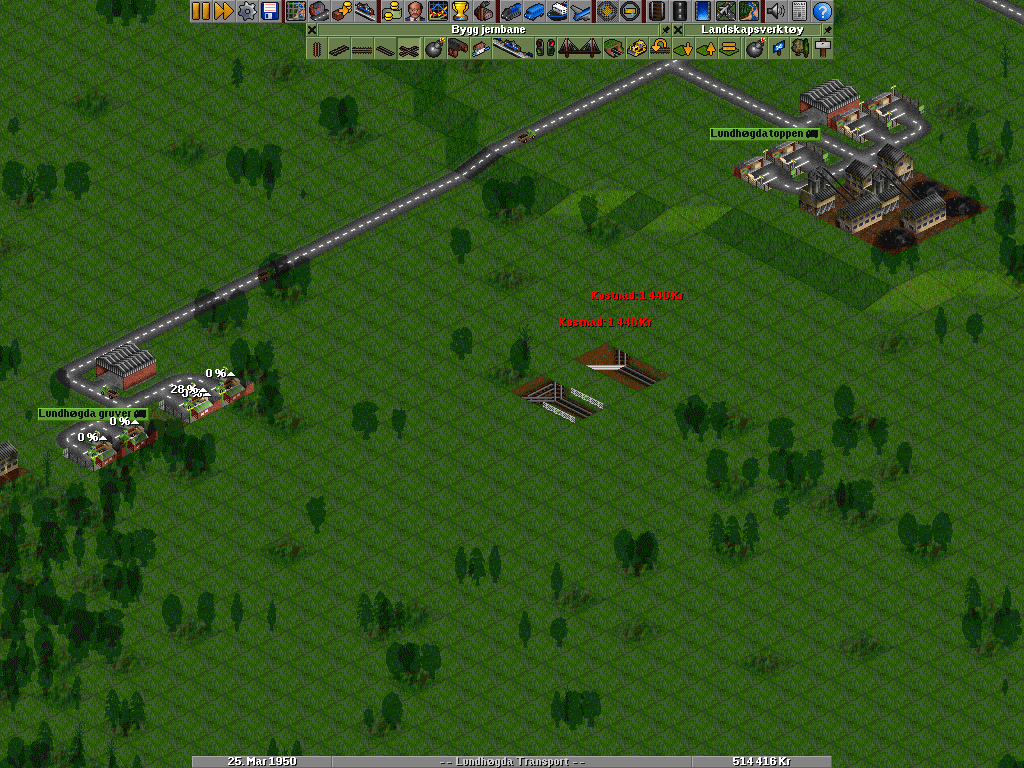 Bygg jernbane
Landskapsverktøy
Lundhøgda toppen
Kostnad: 1 440 Kr
Kostnad: 1 440 Kr
0 %
28 %
0 %
Lundhøgda gruver
0 %
0 %
25. Mar 1950
-- Lundhøgda Transport --
514 416 Kr